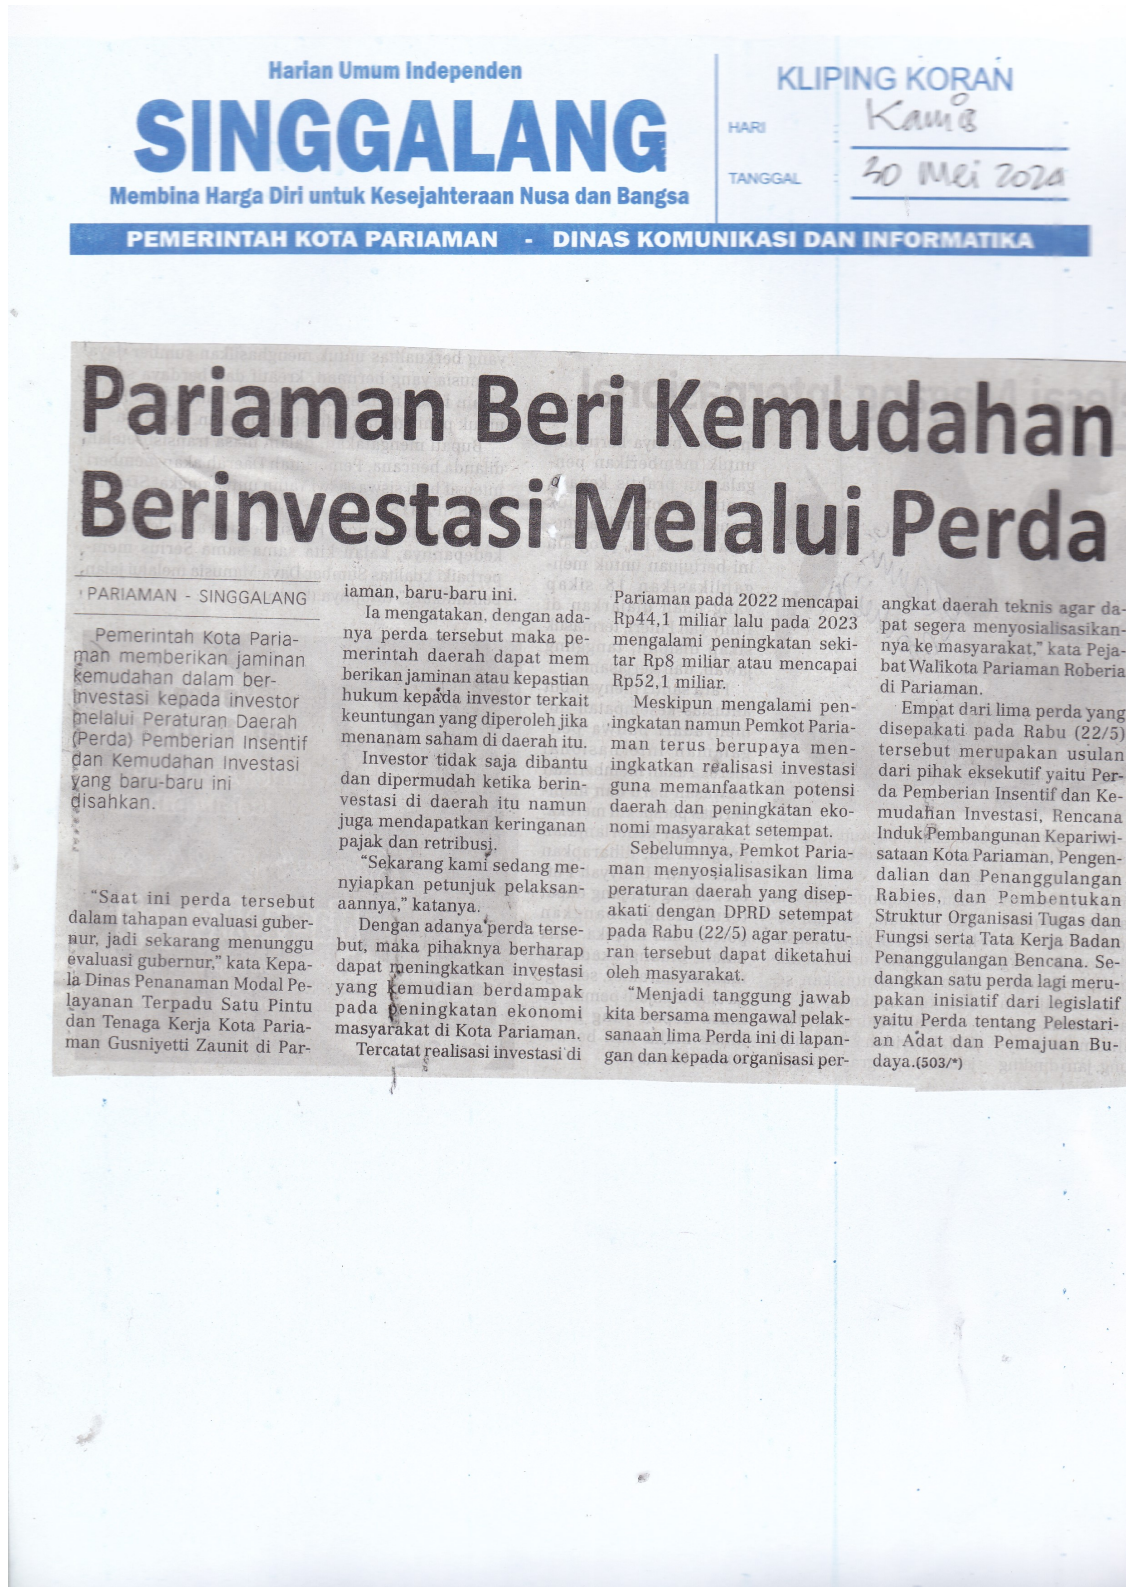 Harian Umum Independen
SINGGALANG
Membina Harga Diri untuk Kesejahteraan Nusa dan Bangsa
KLIPING KORAN
HARI : Kamis
TANGGAL : 30 Mei 2024
PEMERINTAH KOTA PARIAMAN - DINAS KOMUNIKASI DAN INFORMATIKA
Pariaman Beri Kemudahan
Berinvestasi Melalui Perda
PARIAMAN - SINGGALANG
Pemerintah Kota Paria-
man memberikan jaminan
kemudahan dalam ber-
investasi kepada investor
melalui Peraturan Daerah
(Perda) Pemberian Insentif
dan Kemudahan Investasi
yang baru-baru ini
disahkan.
"Saat ini perda tersebut
dalam tahapan evaluasi guber-
nur, jadi sekarang menunggu
evaluasi gubernur," kata Kepa-
la Dinas Penanaman Modal Pe-
layanan Terpadu Satu Pintu
dan Tenaga Kerja Kota Paria-
man Gusniyetti Zaunit di Par-
iaman, baru-baru ini.
Ia mengatakan, dengan ada-
nya perda tersebut maka pe-
merintah daerah dapat mem
berikan jaminan atau kepastian
hukum kepada investor terkait
keuntungan yang diperoleh jika
menanam saham di daerah itu.
Investor tidak saja dibantu
dan dipermudah ketika berin-
vestasi di daerah itu namun
juga mendapatkan keringanan
pajak dan retribusi.
"Sekarang kami sedang me-
nyiapkan petunjuk pelaksan-
aannya," katanya.
Dengan adanya perda terse-
but, maka pihaknya berharap
dapat meningkatkan investasi
yang kemudian berdampak
pada peningkatan ekonomi
masyarakat di Kota Pariaman.
Tercatat realisasi investasi di
Pariaman pada 2022 mencapai
Rp44,1 miliar lalu pada 2023
mengalami peningkatan seki-
tar Rp8 miliar atau mencapai
Rp52,1 miliar.
Meskipun mengalami pen-
ingkatan namun Pemkot Paria-
man terus berupaya men-
ingkatkan realisasi investasi
guna memanfaatkan potensi
daerah dan peningkatan eko-
nomi masyarakat setempat.
Sebelumnya, Pemkot Paria-
man menyosialisasikan lima
peraturan daerah yang disep-
akati dengan DPRD setempat
pada Rabu (22/5) agar peratu-
ran tersebut dapat diketahui
oleh masyarakat.
"Menjadi tanggung jawab
kita bersama mengawal pelak-
sanaan lima Perda ini di lapan-
gan dan kepada organisasi per-
angkat daerah teknis agar da-
pat segera menyosialisasikan-
nya ke masyarakat," kata Peja-
bat Walikota Pariaman Roberia
di Pariaman.
Empat dari lima perda yang
disepakati pada Rabu (22/5)
tersebut merupakan usulan
dari pihak eksekutif yaitu Per-
da Pemberian Insentif dan Ke-
mudahan Investasi, Rencana
Induk Pembangunan Kepariwi-
sataan Kota Pariaman, Pengen-
dalian dan Penanggulangan
Rabies, dan Pembentukan
Struktur Organisasi Tugas dan
Fungsi serta Tata Kerja Badan
Penanggulangan Bencana. Se-
dangkan satu perda lagi meru-
pakan inisiatif dari legislatif
yaitu Perda tentang Pelestari-
an Adat dan Pemajuan Bu-
daya.(503/*)